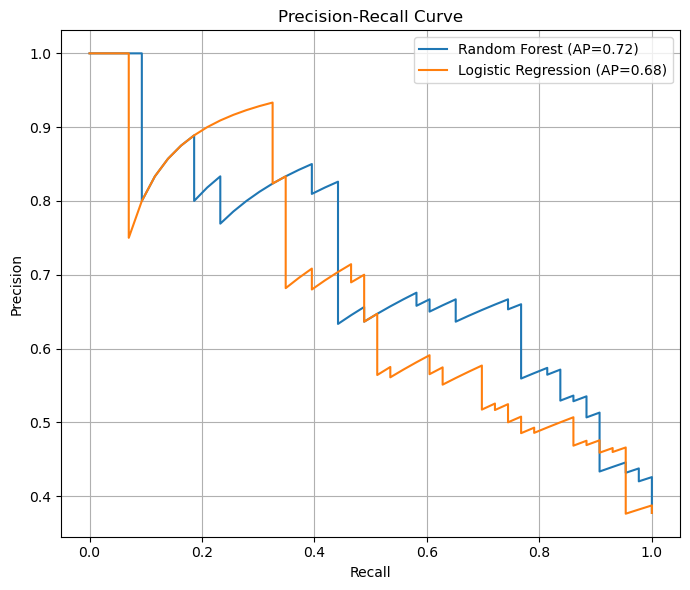 Precision-Recall Curve
Random Forest (AP=0.72)
Logistic Regression (AP=0.68)
Precision
1.0
0.9
0.8
0.7
0.6
0.5
0.4
0.0 0.2 0.4 0.6 0.8 1.0
Recall